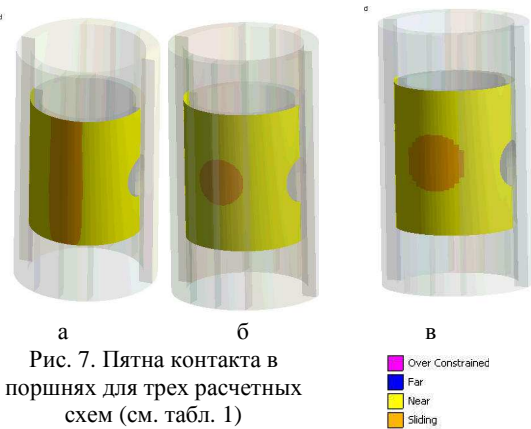 d
d
а
б
в
Рис. 7. Пятна контакта в
поршнях для трех расчетных
схем (см. табл. 1)
Over Constrained
Far
Near
Sliding